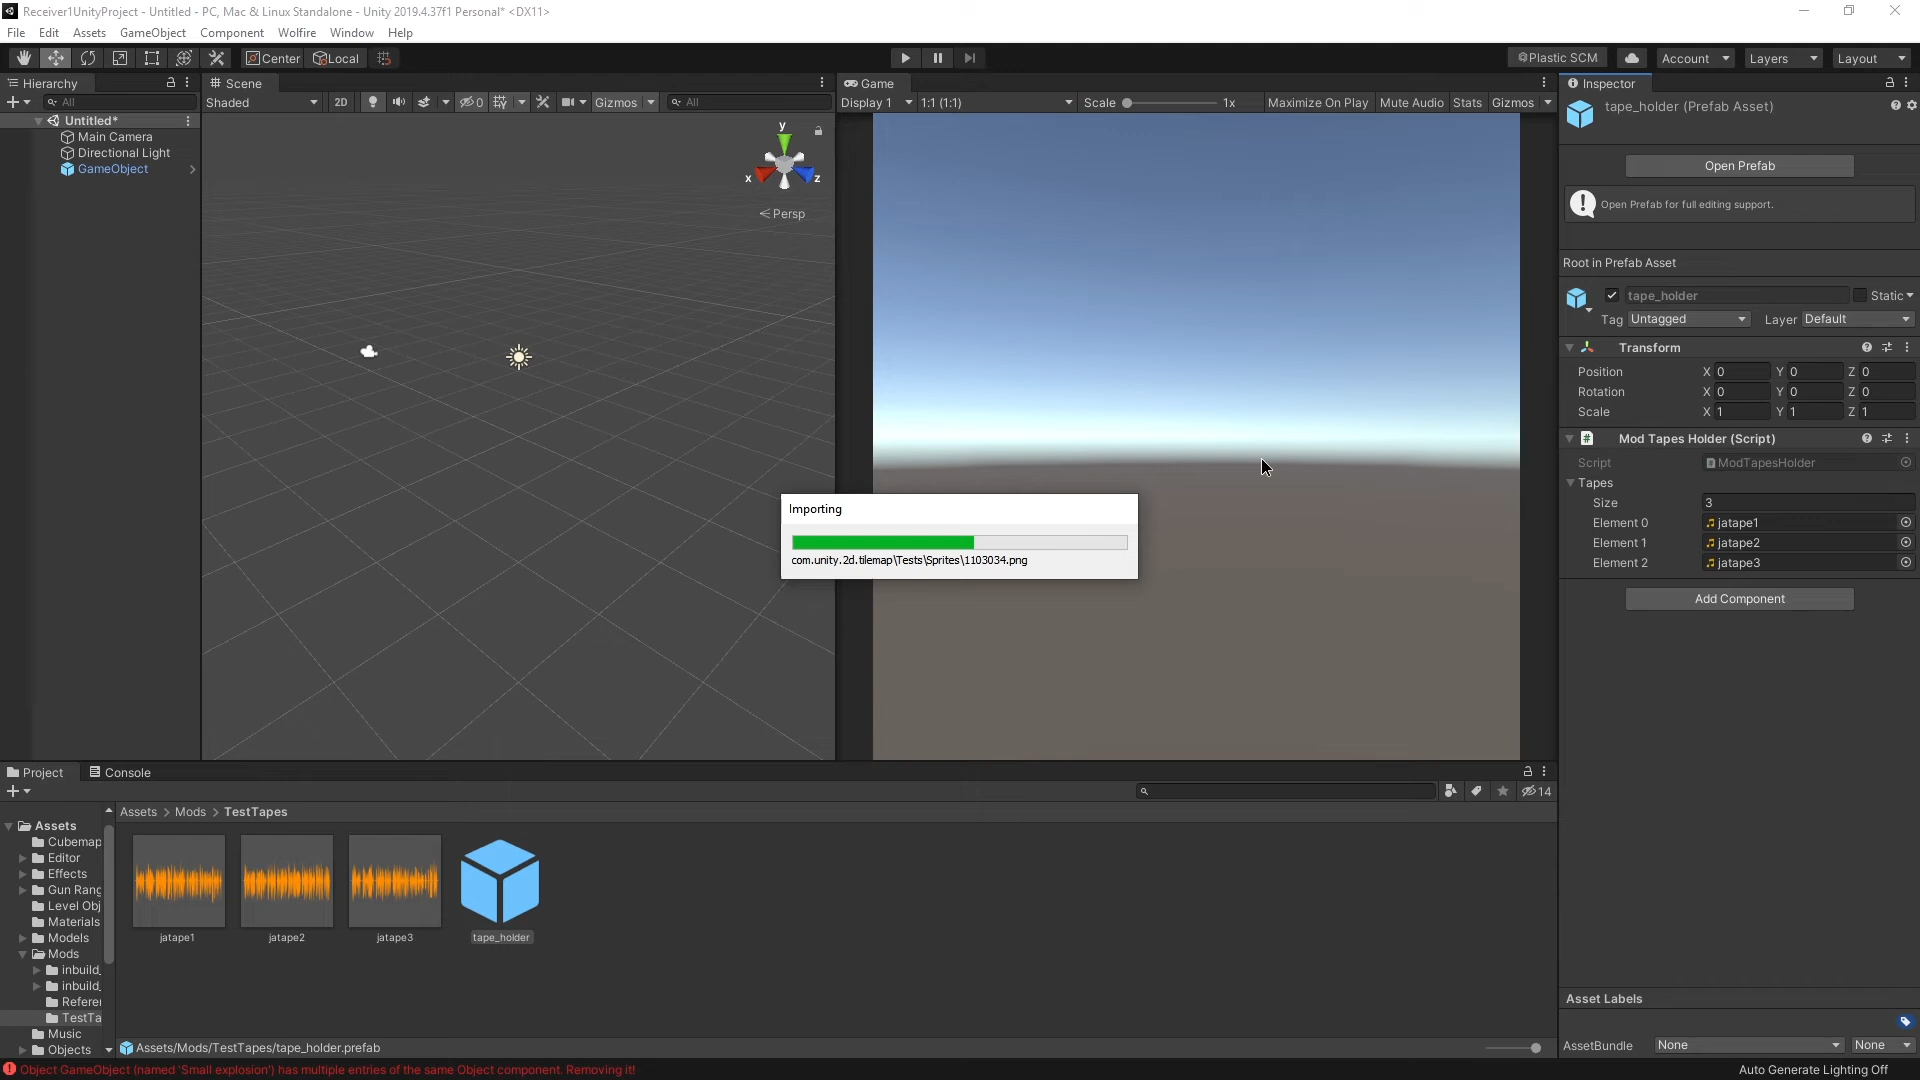 Receiver1UnityProject - Untitled - PC, Mac & Linux Standalone - Unity 2019.4.37f1 Personal* <DX11>
File Edit Assets GameObject Component Wolfire Window Help
Center Local Plastic SCM Account Layers Layout
Hierarchy
All
Untitled*
Main Camera
Directional Light
GameObject
Scene
Shaded 2D 0 Gizmos All
y
x z
Persp
Game
Display 1 1:1 (1:1) Scale 1x Maximize On Play Mute Audio Stats Gizmos
Importing
com.unity.2d.tilemap\Tests\Sprites\1103034.png
Inspector
tape_holder (Prefab Asset)
Open Prefab
Open Prefab for full editing support.
Root in Prefab Asset
tape_holder Static
Tag Untagged Layer Default
Transform
Position X 0 Y 0 Z 0
Rotation X 0 Y 0 Z 0
Scale X 1 Y 1 Z 1
Mod Tapes Holder (Script)
Script ModTapesHolder
Tapes
Size 3
Element 0 jatape1
Element 1 jatape2
Element 2 jatape3
Add Component
Asset Labels
AssetBundle None None
Project Console
14
Assets
Cubemap
Editor
Effects
Gun Rang
Level Obj
Materials
Models
Mods
inbuild_
inbuild_
Referen
TestTa
Music
Objects
Assets > Mods > TestTapes
jatape1 jatape2 jatape3 tape_holder
Assets/Mods/TestTapes/tape_holder.prefab
Object GameObject (named 'Small explosion') has multiple entries of the same Object component. Removing it!
Auto Generate Lighting Off